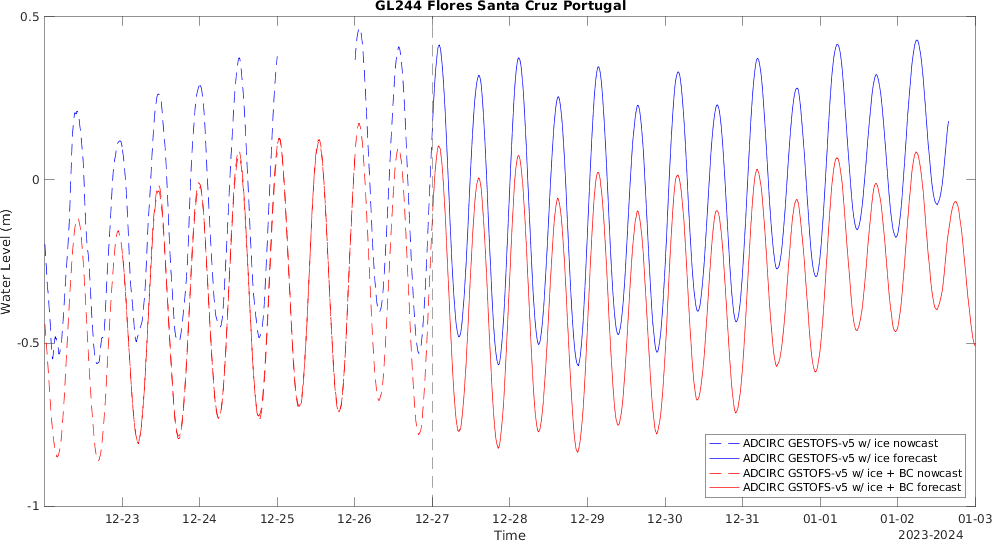 GL244 Flores Santa Cruz Portugal
0.5
0
-0.5
-1
Water Level (m)
12-23
12-24
12-25
12-26
12-27
12-28
12-29
12-30
12-31
01-01
01-02
01-03
Time
2023-2024
ADCIRC GESTOFS-v5 w/ ice nowcast
ADCIRC GESTOFS-v5 w/ ice forecast
ADCIRC GSTOFS-v5 w/ ice + BC nowcast
ADCIRC GSTOFS-v5 w/ ice + BC forecast